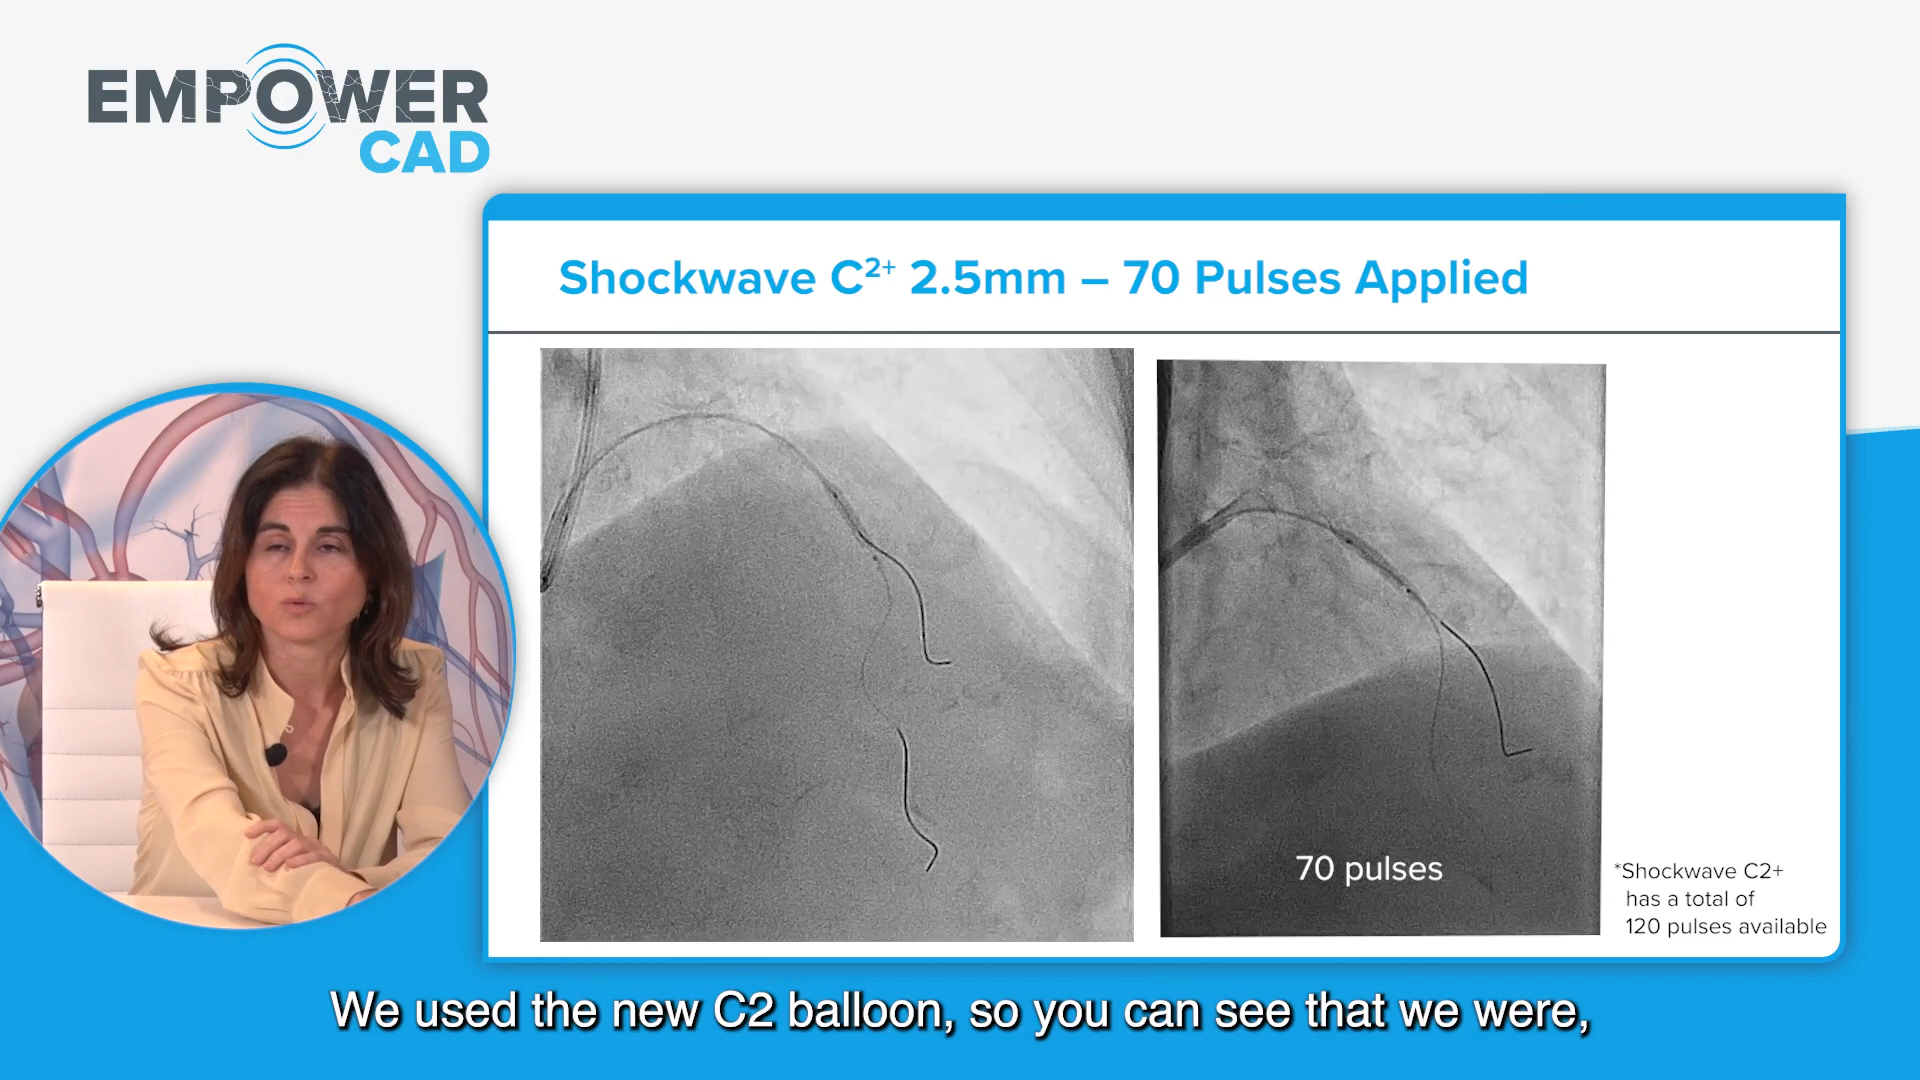 EMPOWER
CAD
Shockwave C²⁺ 2.5mm – 70 Pulses Applied
70 pulses
*Shockwave C2+
has a total of
120 pulses available
We used the new C2 balloon, so you can see that we were,